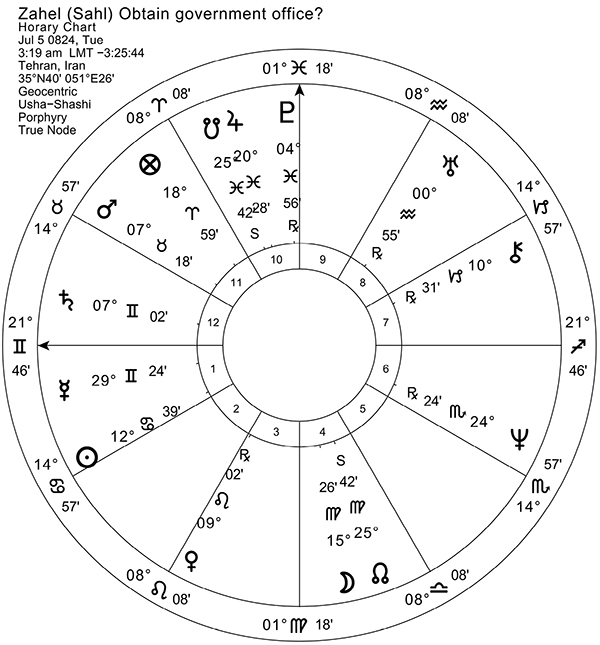 Zahel (Sahl) Obtain government office?
Horary Chart
Jul 5 0824, Tue
3:19 am LMT −3:25:44
Tehran, Iran
35°N40' 051°E26'
Geocentric
Usha−Shashi
Porphyry
True Node
01° ♓ 18'
08° ♈ 08'
08° ♒ 08'
57' ♉ 14°
14° ♑ 57'
21° ♊ 46'
21° ♐ 46'
14° ♋ 57'
57' ♏ 14°
08° ♌ 08'
08° ♎ 08'
01° ♍ 18'
☋ 25° ♓ 42' S
♃ 20° ♓ 28'
♇ 04° ♓ 56' ℞
♅ 00° ♒ 55' ℞
⚷ 10° ♑ 31' ℞
⊗ 18° ♈ 59'
♂ 07° ♉ 18'
♄ 07° ♊ 02'
☿ 29° ♊ 24'
☉ 12° ♋ 39'
♀ 09° ♌ 02' ℞
☽ 15° ♍ 26'
☊ 25° ♍ 42' S
♆ 24° ♏ 24' ℞
10 9
11 8
12 7
1 6
2 5
3 4